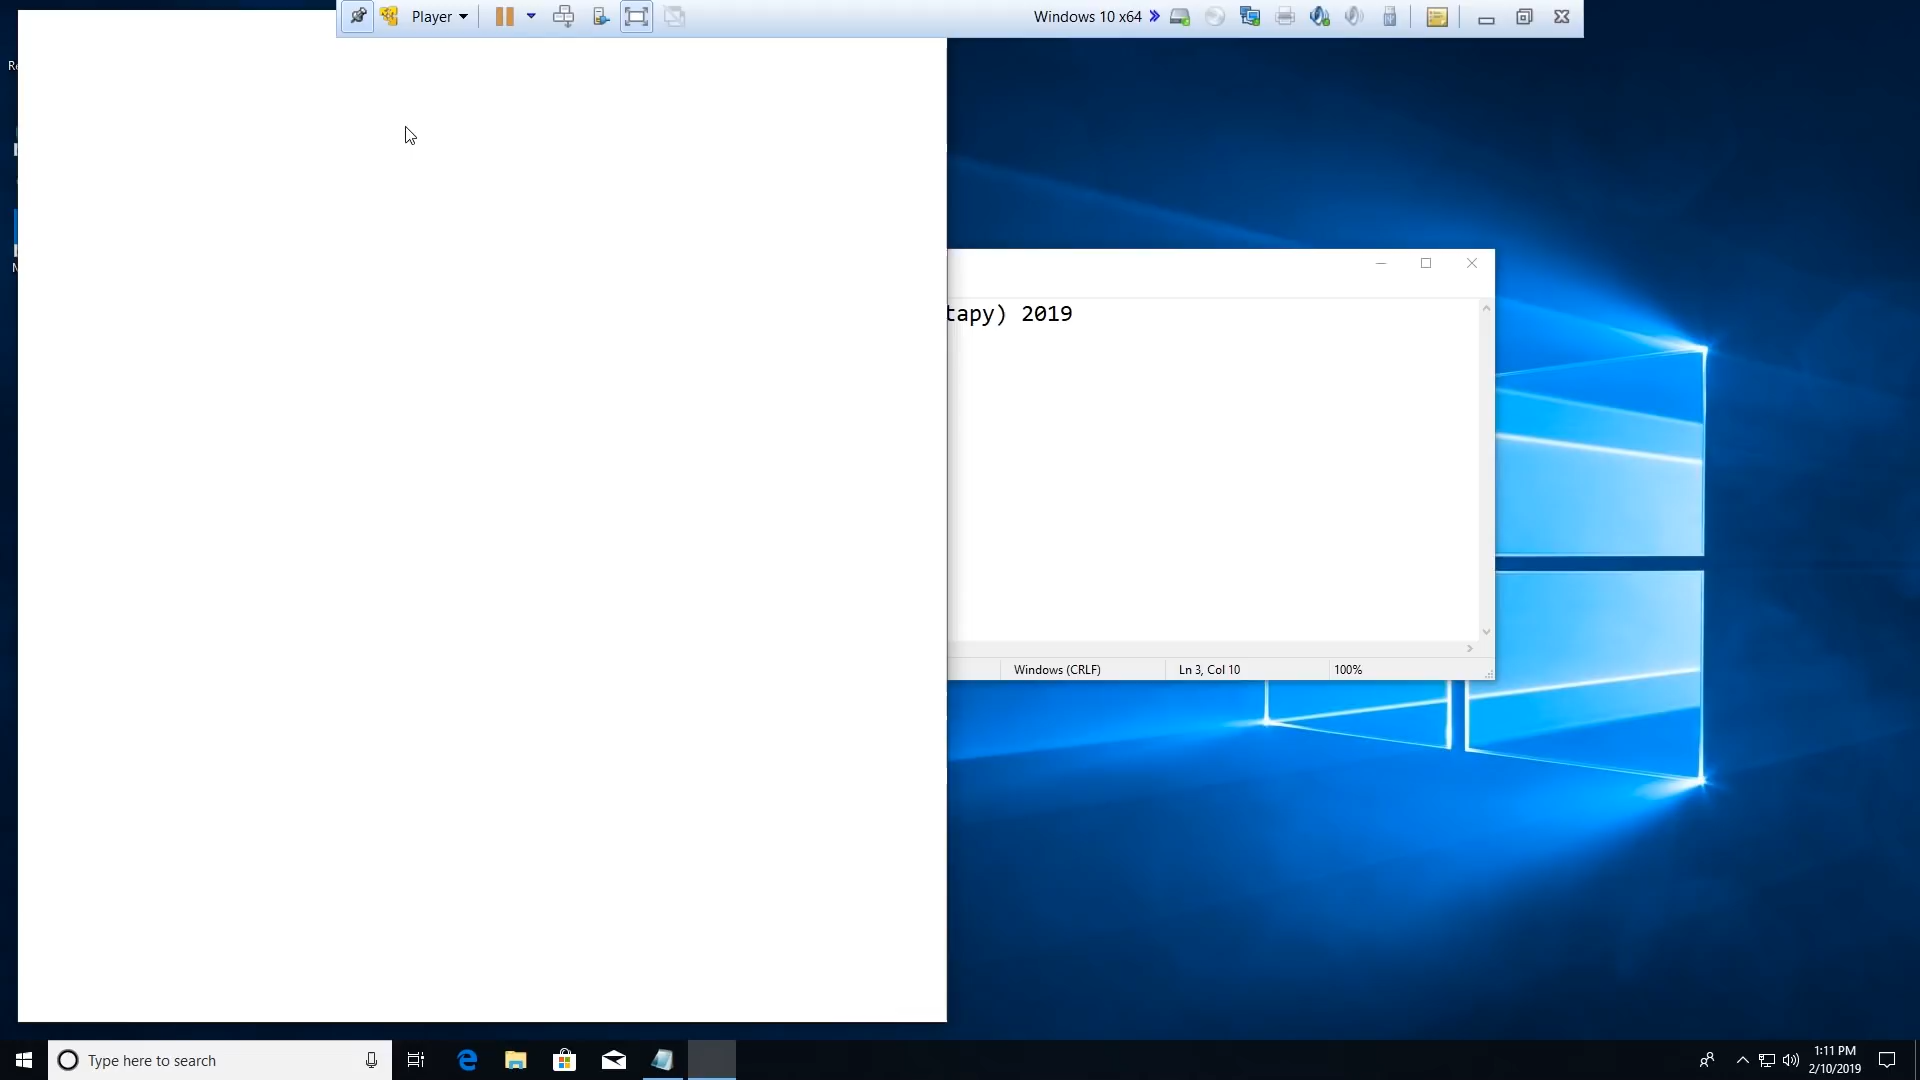 Player
Windows 10 x64
Re
tapy) 2019
Windows (CRLF)
Ln 3, Col 10
100%
Type here to search
1:11 PM
2/10/2019